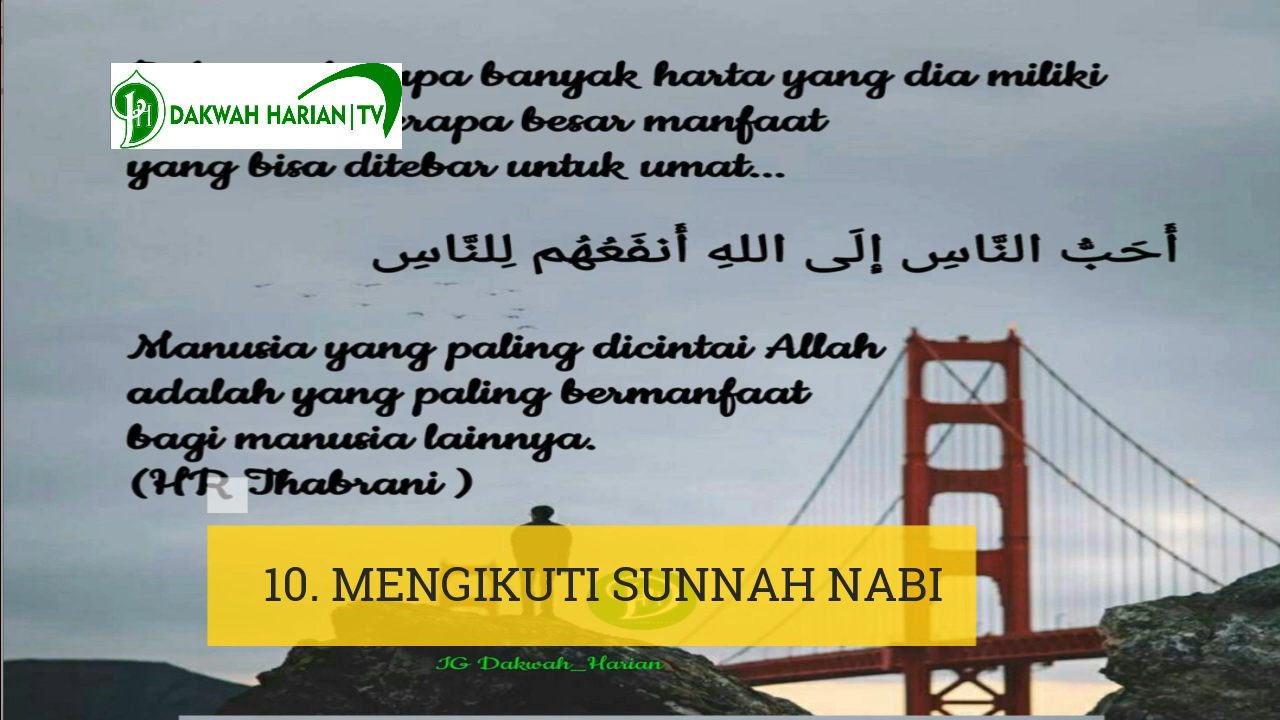 banyak harta yang dia miliki
DAKWAH HARIAN|TV
besar manfaat
yang bisa ditebar untuk umat...
أَحَبُّ النَّاسِ إِلَى اللهِ أَنفَعُهُم لِلنَّاسِ
Manusia yang paling dicintai Allah
adalah yang paling bermanfaat
bagi manusia lainnya.
(HR Thabrani )
10. MENGIKUTI SUNNAH NABI
IG Dakwah_Harian